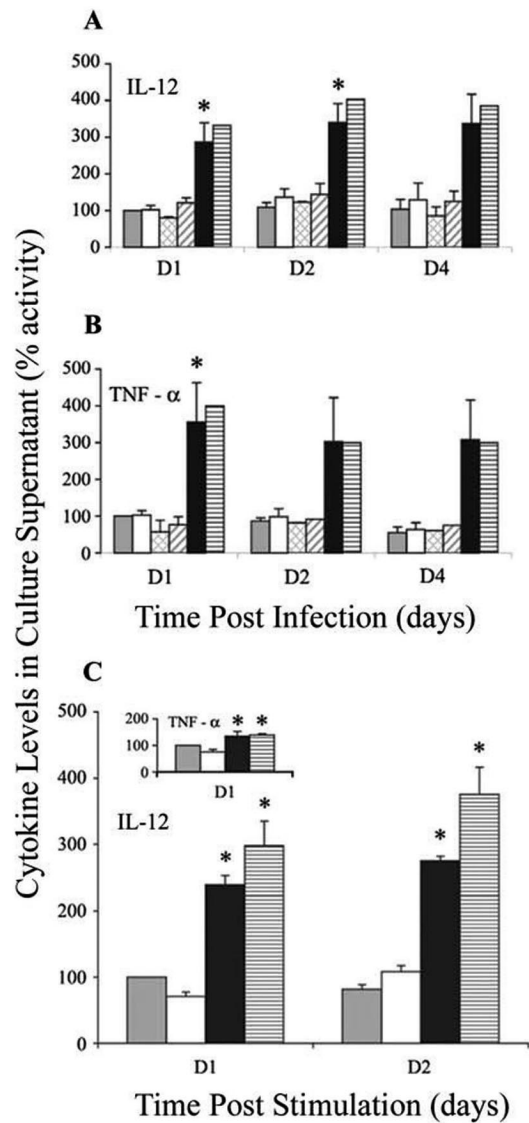 Cytokine Levels in Culture Supernatant (% activity)
A
IL-12
500
400
300
200
100
0
*
*
D1
D2
D4
B
TNF - α
500
400
300
200
100
0
*
D1
D2
D4
Time Post Infection (days)
C
500
400
300
200
100
0
TNF - α
200
100
0
*
*
D1
IL-12
*
*
*
*
D1
D2
Time Post Stimulation (days)